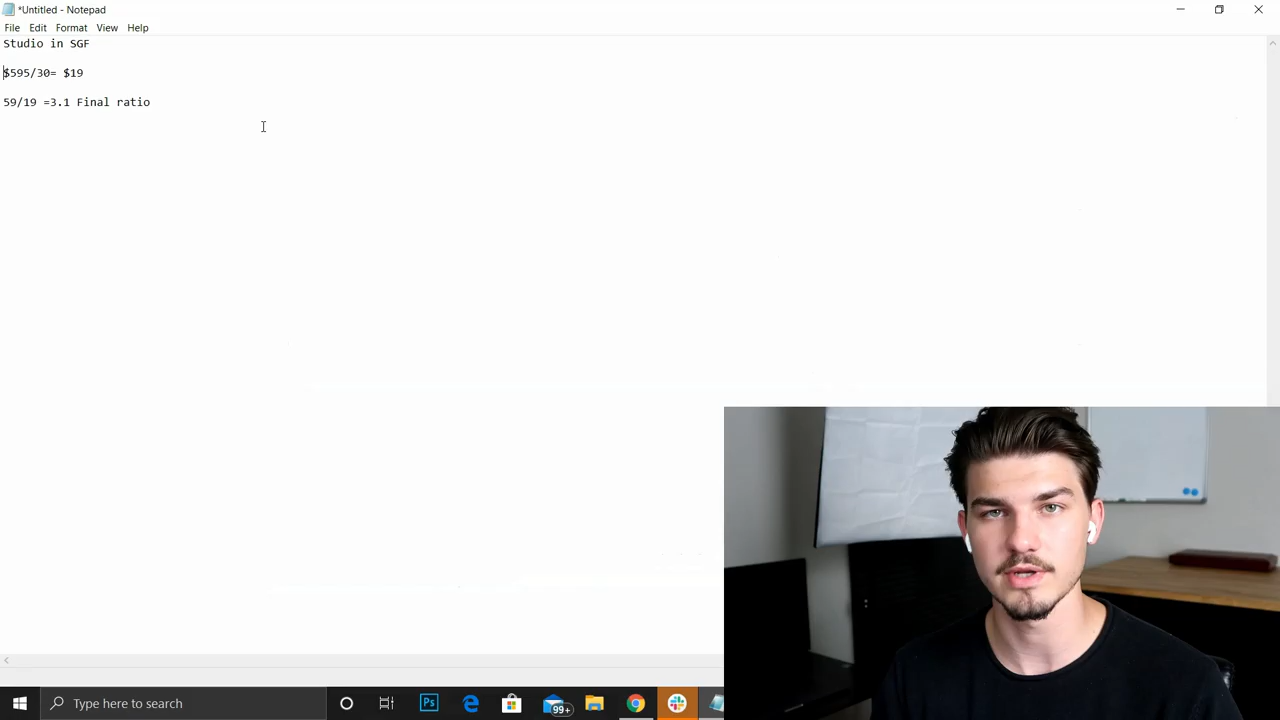 *Untitled - Notepad
File Edit Format View Help
Studio in SGF
$595/30= $19
59/19 =3.1 Final ratio
Type here to search
Ps
99+